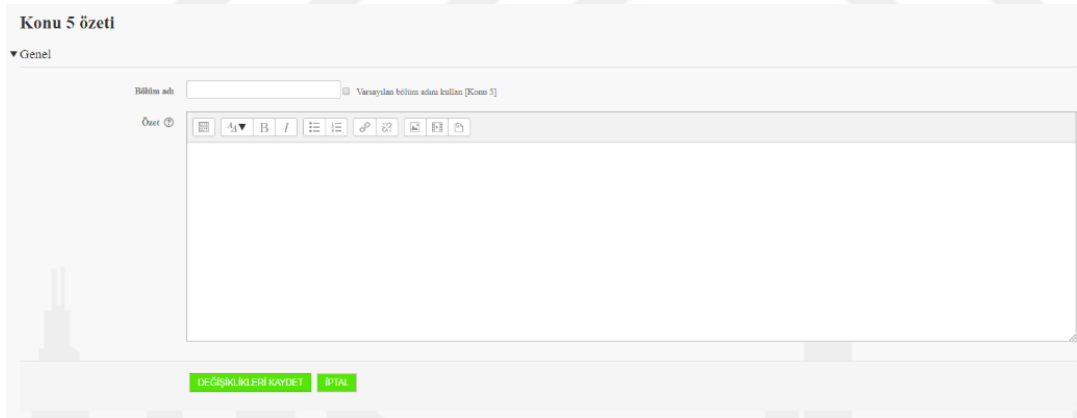 Konu 5 özeti
Genel
Bölüm adı
Varsayılan bölüm adını kullan [Konu 5]
Özet
B I
DEĞİŞİKLİKLERİ KAYDET İPTAL